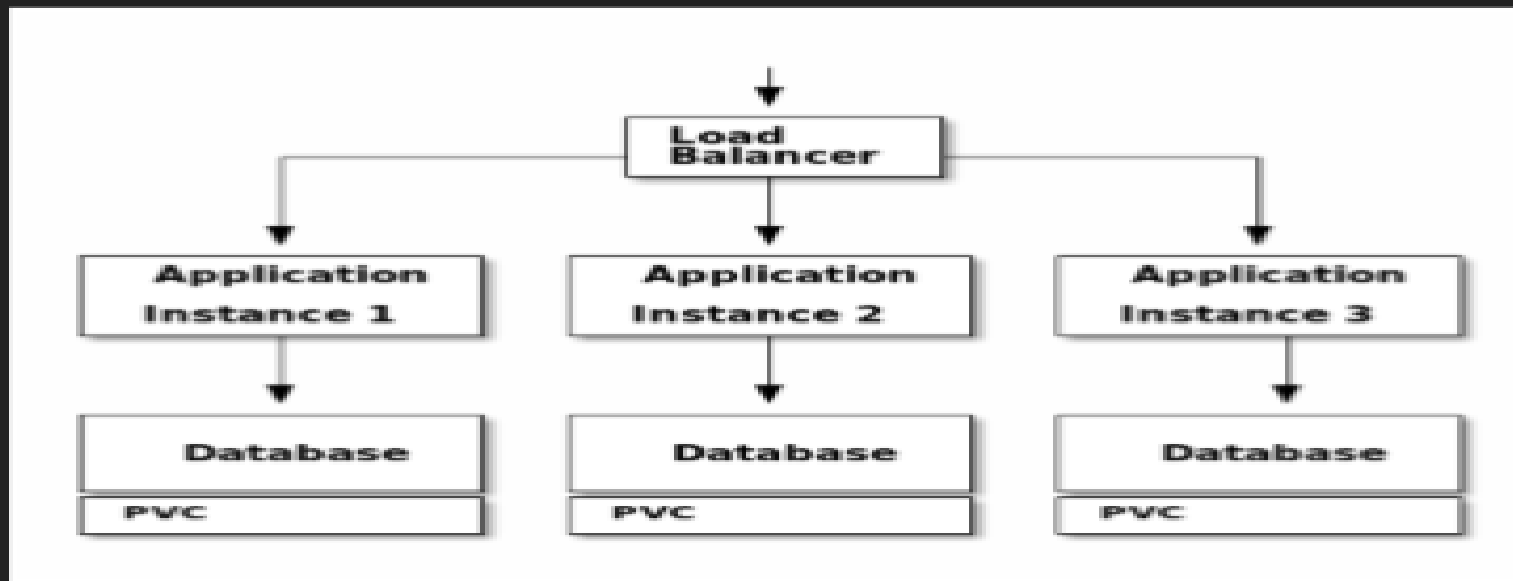 Load
Balancer
Application
Instance 1
Application
Instance 2
Application
Instance 3
Database
Database
Database
PVC
PVC
PVC